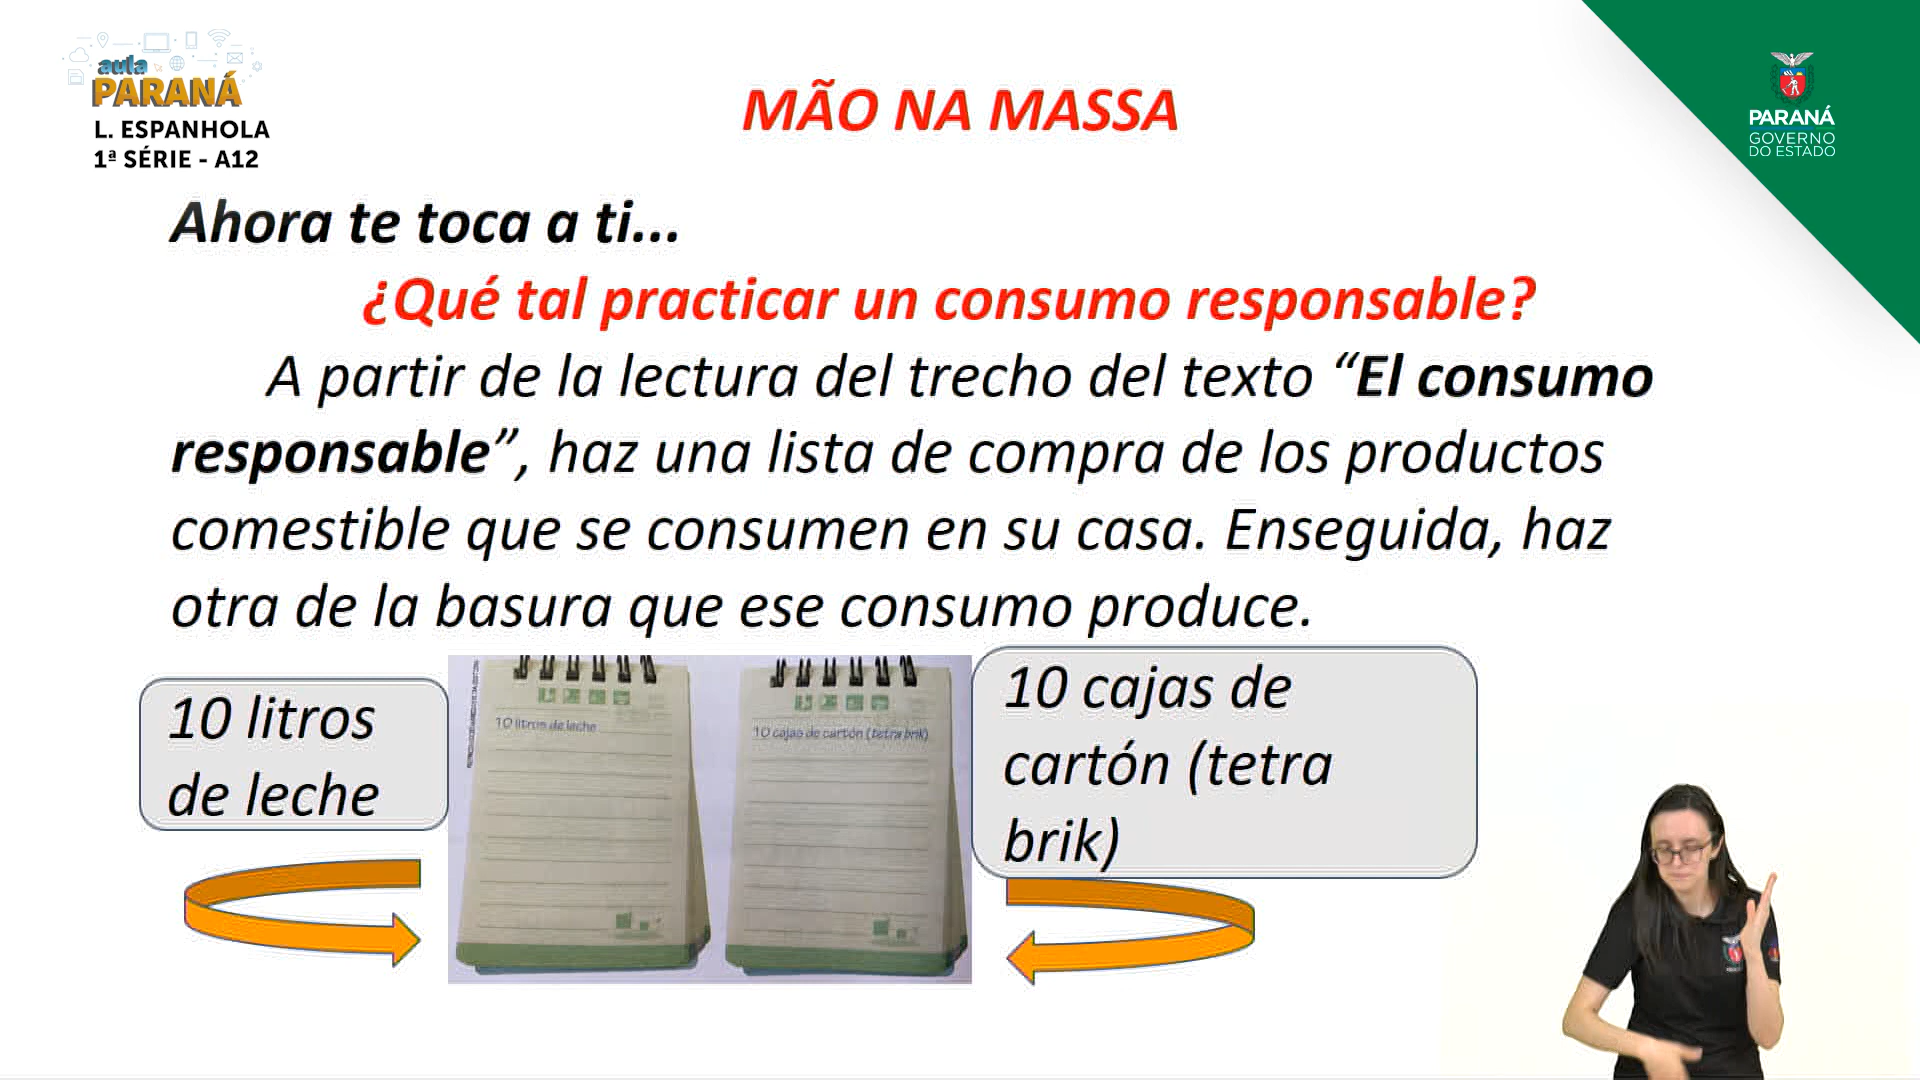 aula
PARANÁ
L. ESPANHOLA
1ª SÉRIE - A12
MÃO NA MASSA
PARANÁ
GOVERNO
DO ESTADO
Ahora te toca a ti...
¿Qué tal practicar un consumo responsable?
A partir de la lectura del trecho del texto “El consumo
responsable”, haz una lista de compra de los productos
comestible que se consumen en su casa. Enseguida, haz
otra de la basura que ese consumo produce.
10 litros
de leche
10 litros de leche
10 cajas de cartón (tetra brik)
10 cajas de
cartón (tetra
brik)